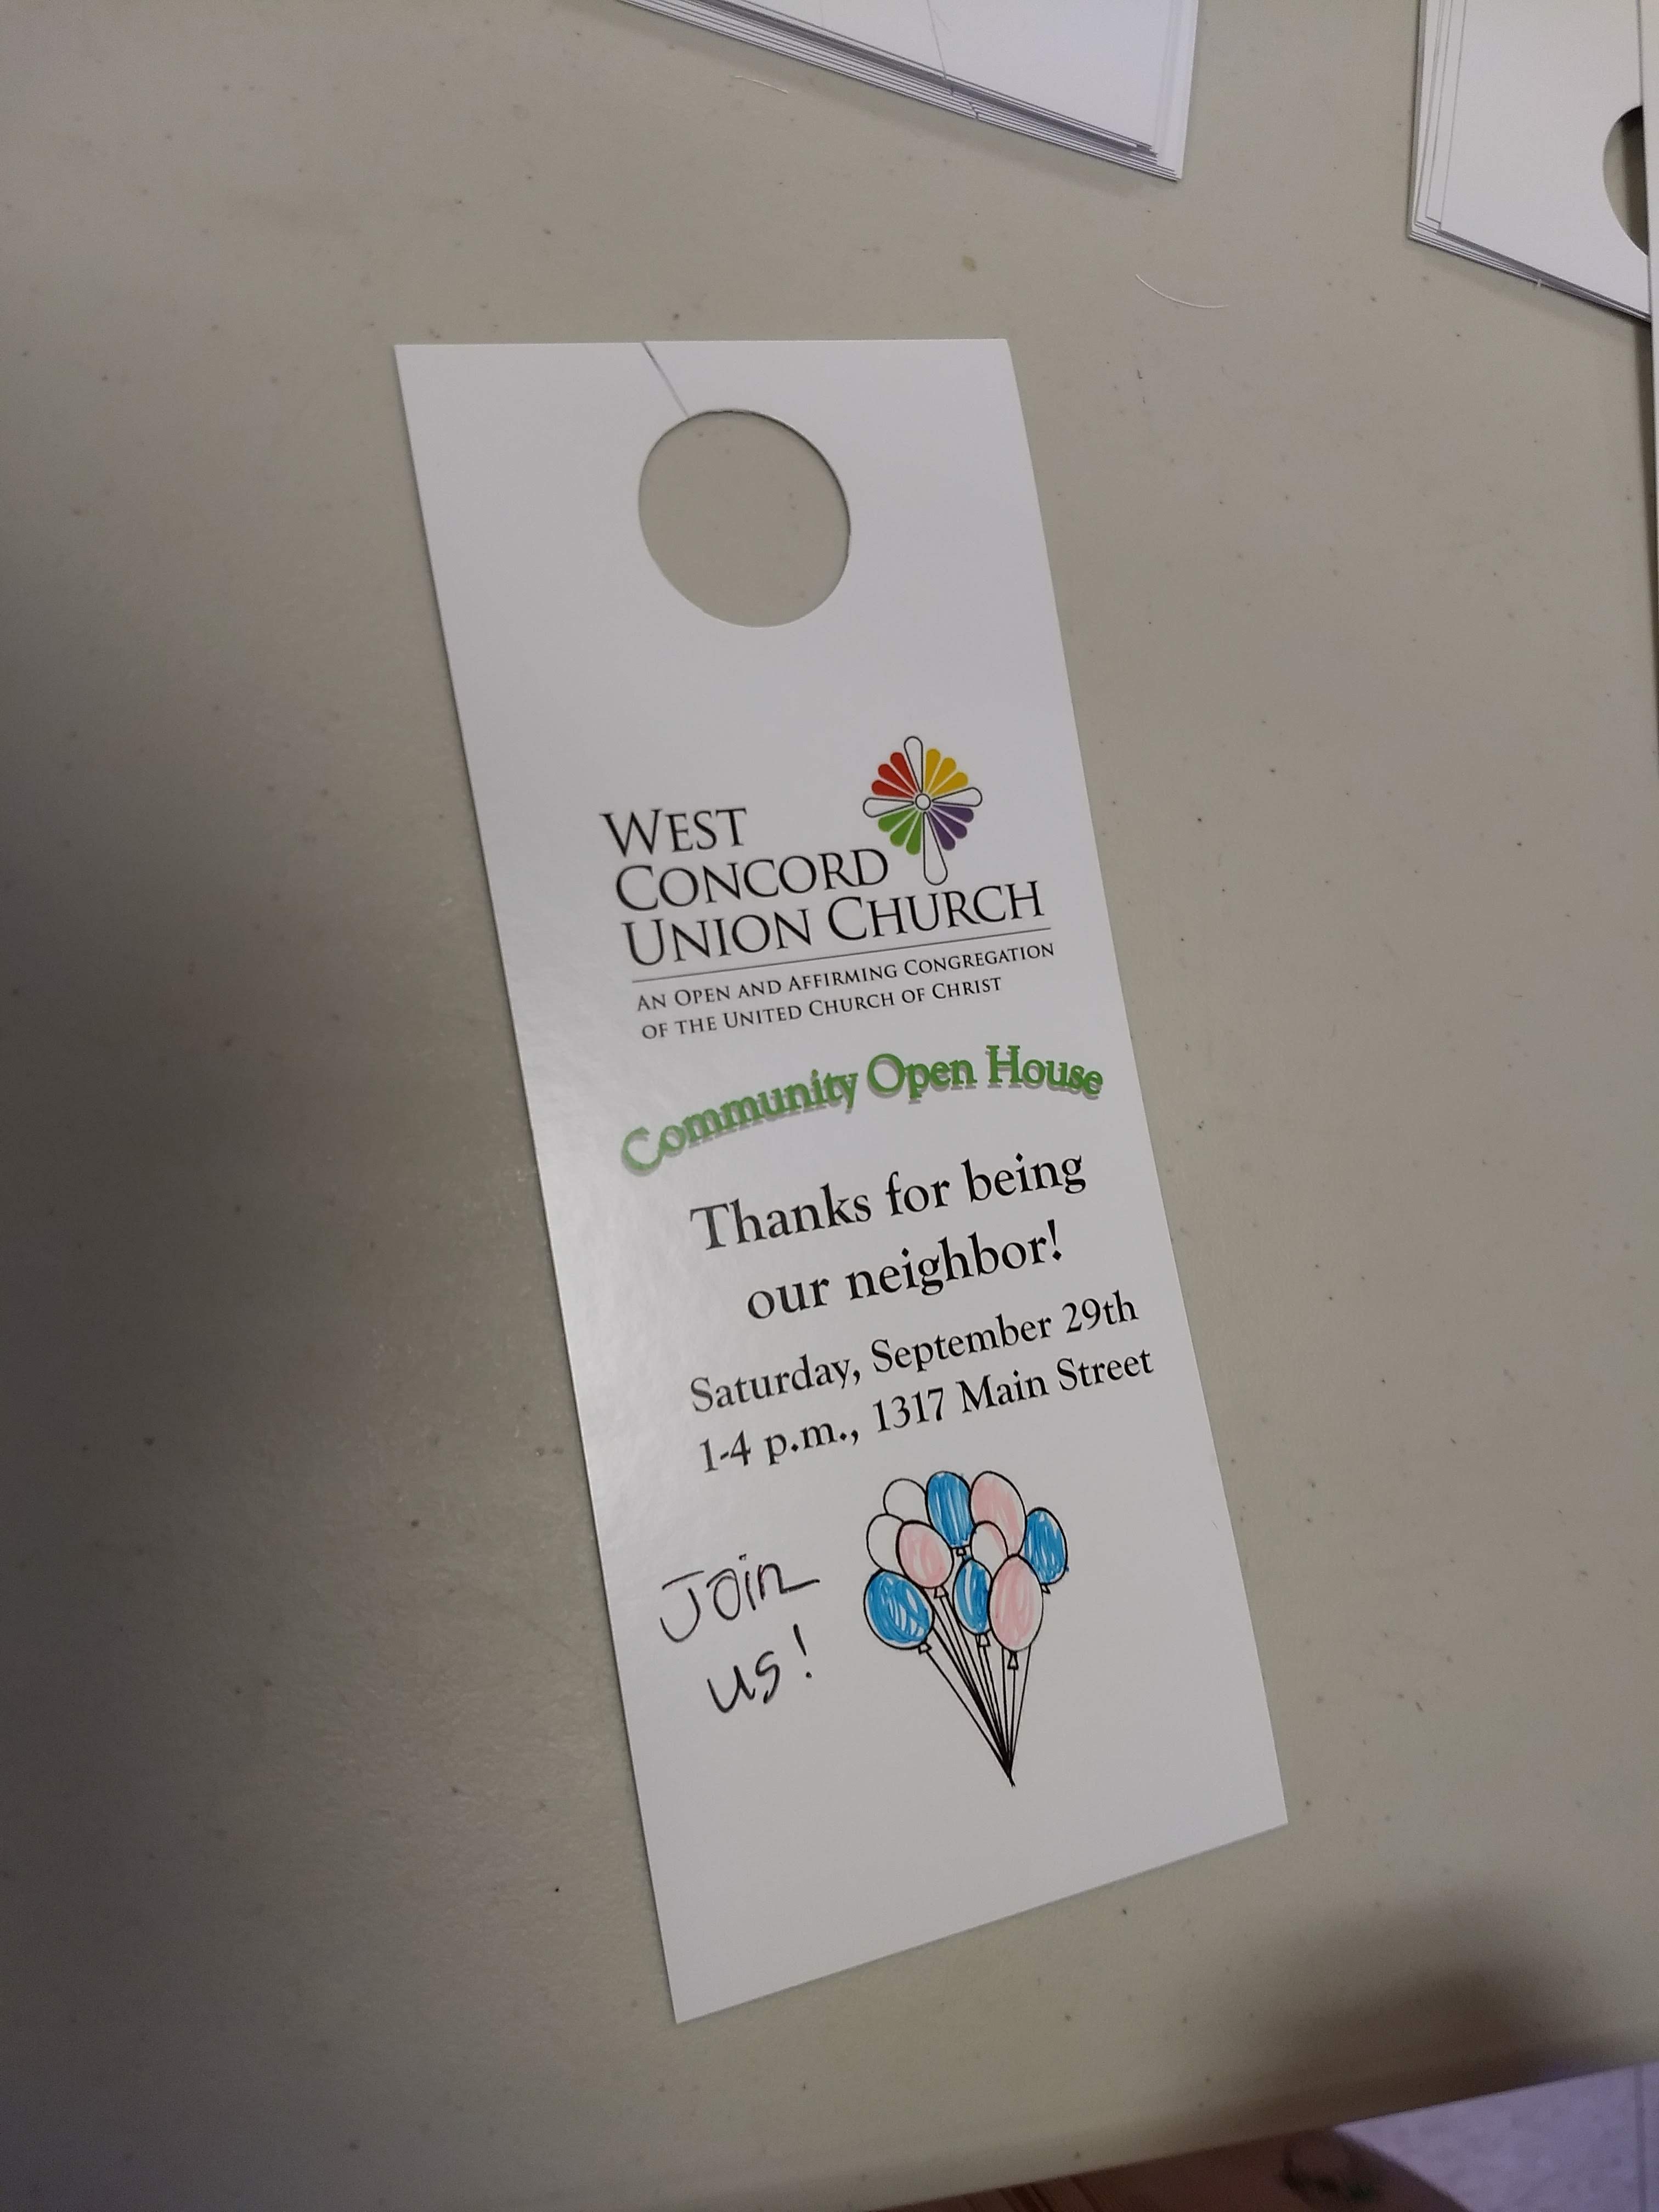 WEST
CONCORD
UNION CHURCH
AN OPEN AND AFFIRMING CONGREGATION
OF THE UNITED CHURCH OF CHRIST
Community Open House
Thanks for being
our neighbor!
Saturday, September 29th
1-4 p.m., 1317 Main Street
Join
us!